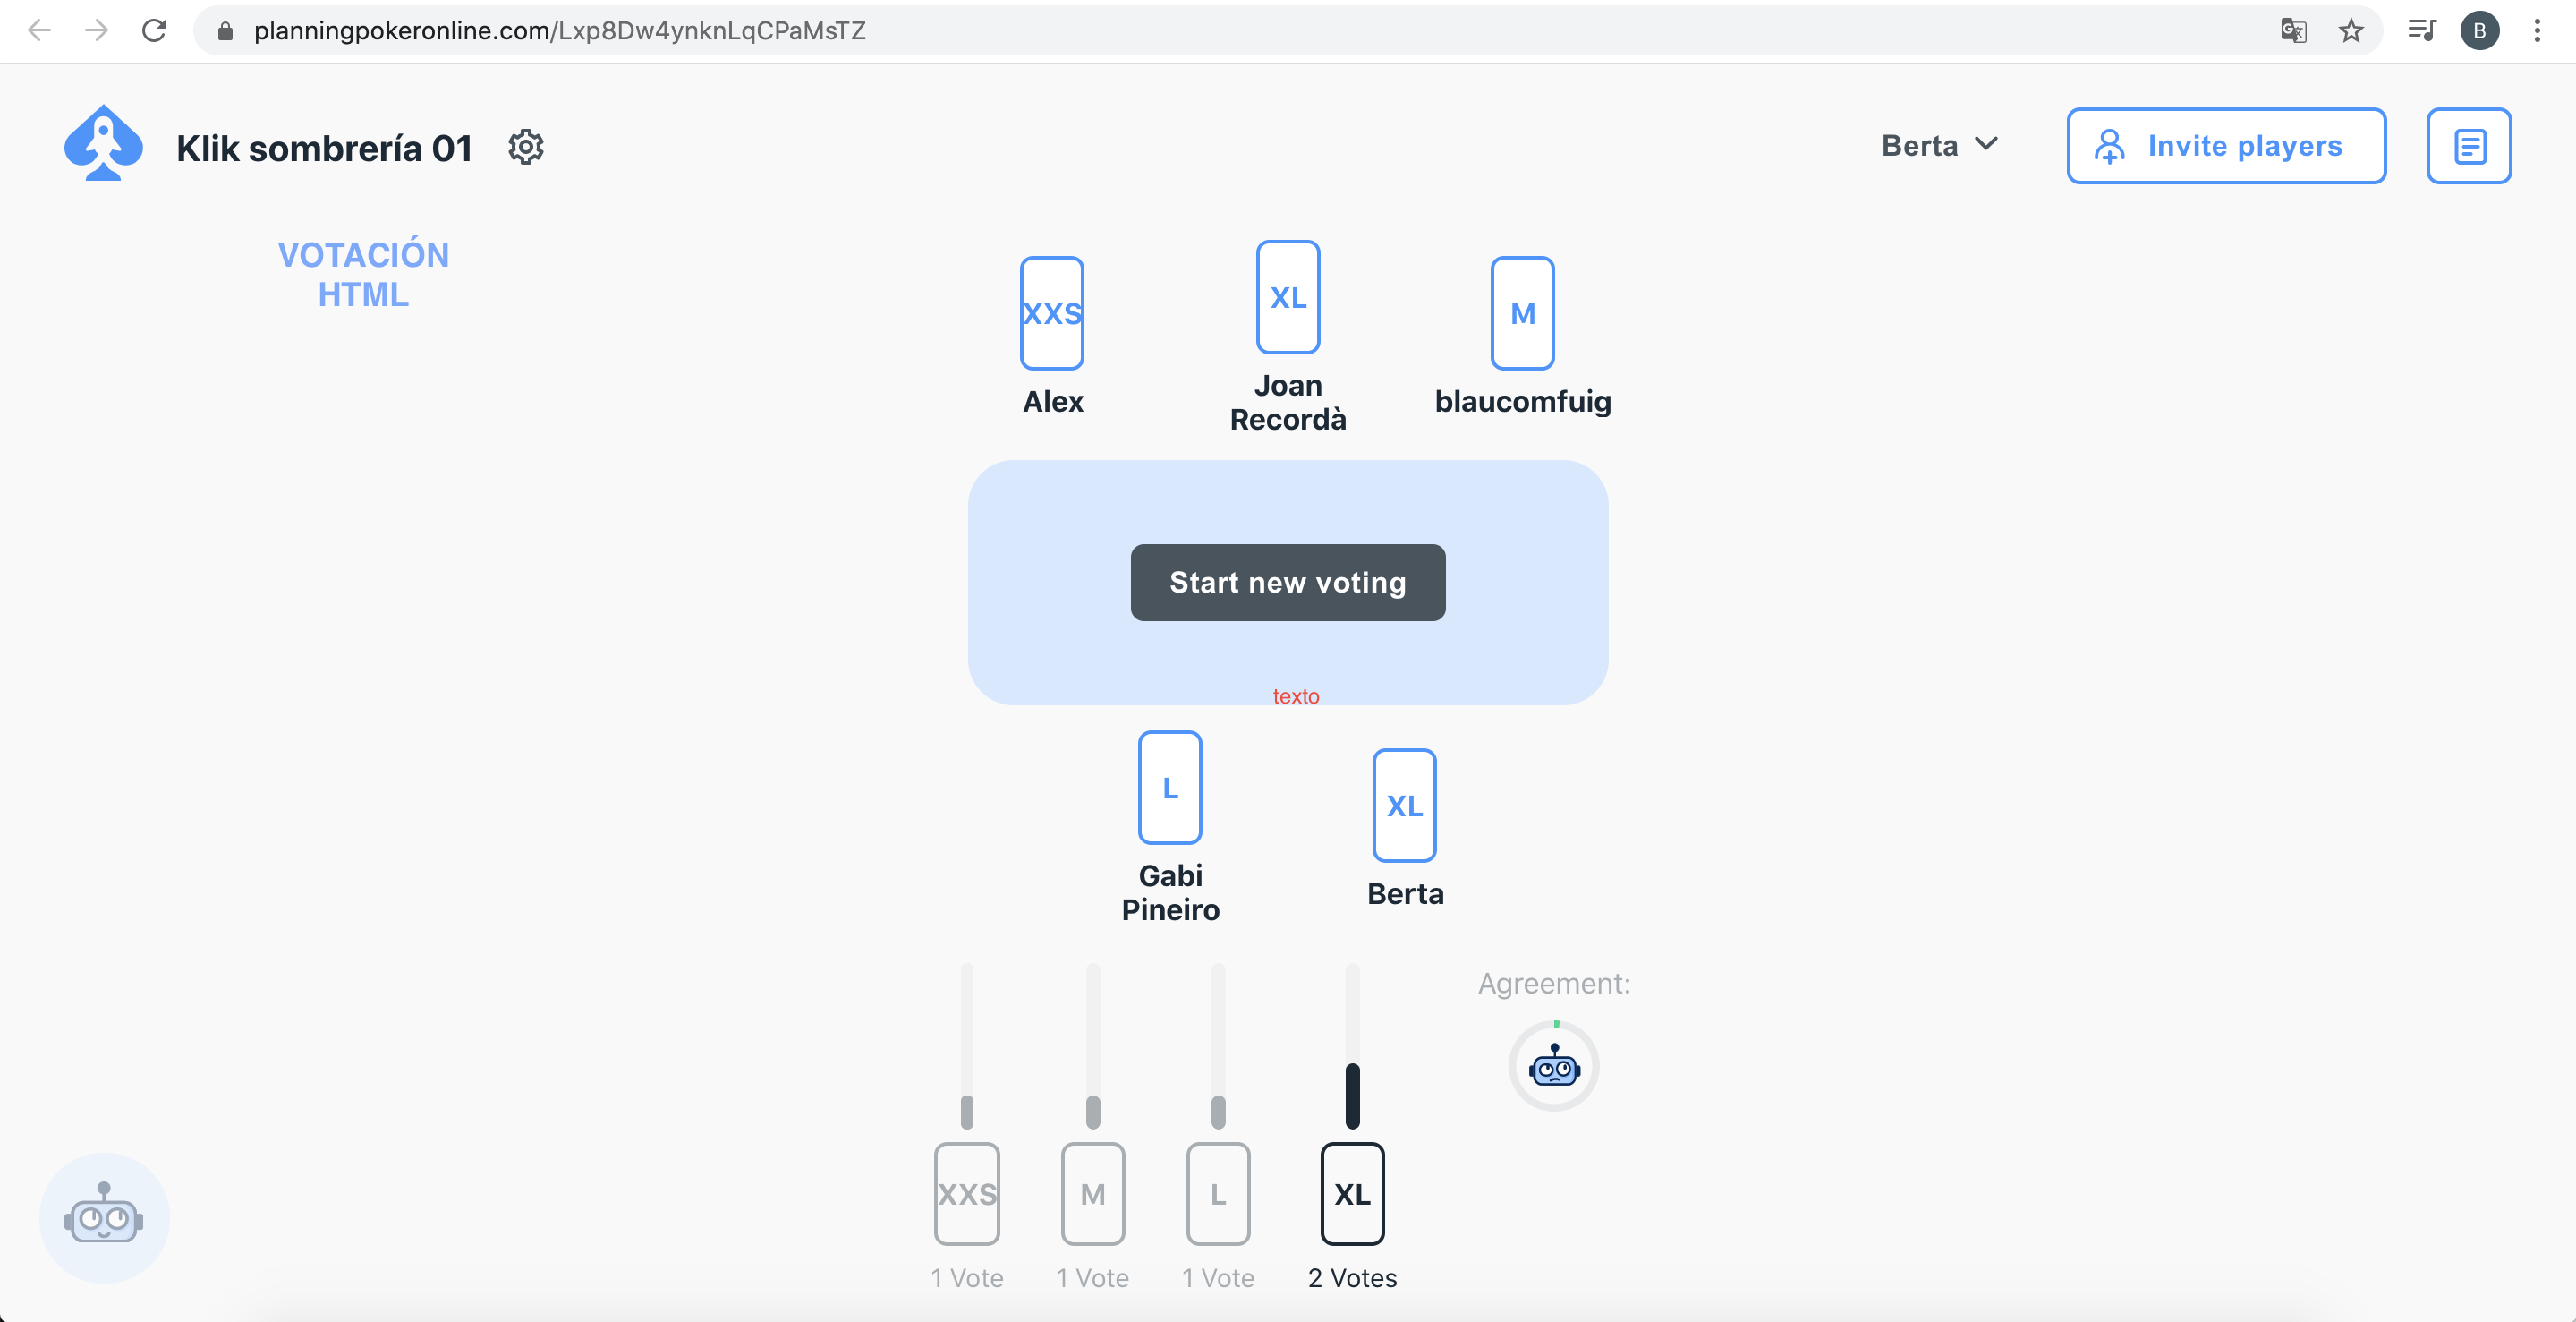 planningpokeronline.com/Lxp8Dw4ynknLqCPaMsTZ
B
Klik sombrería 01
Berta
Invite players
VOTACIÓN
HTML
XXS
XL
M
Alex
Joan
Recordà
blaucomfuig
Start new voting
texto
L
XL
Gabi
Pineiro
Berta
Agreement:
XXS
M
L
XL
1 Vote
1 Vote
1 Vote
2 Votes